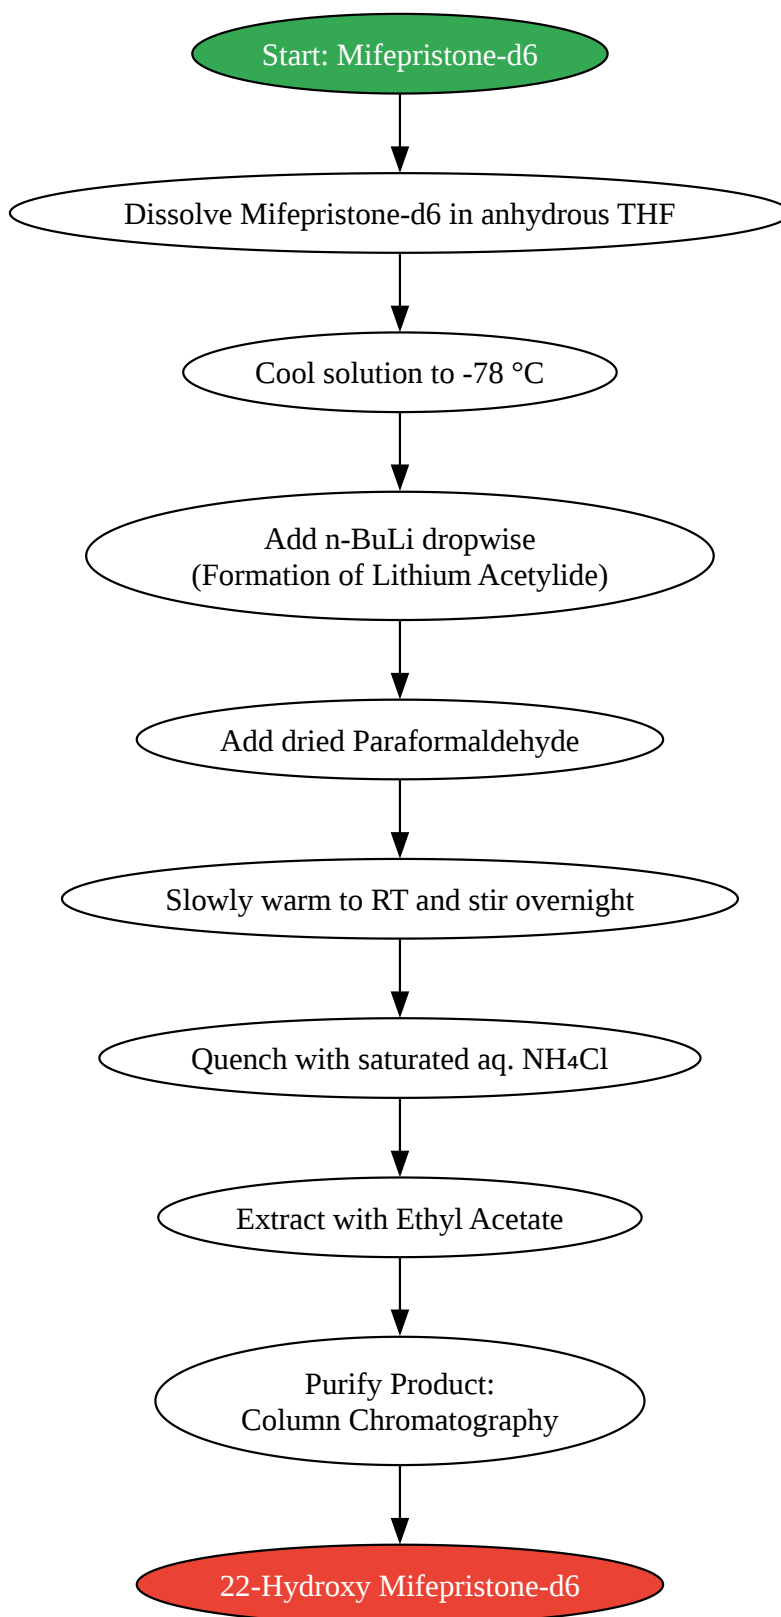 Start: Mifepristone-d6
Dissolve Mifepristone-d6 in anhydrous THF
Cool solution to -78 °C
Add n-BuLi dropwise
(Formation of Lithium Acetylide)
Add dried Paraformaldehyde
Slowly warm to RT and stir overnight
Quench with saturated aq. NH₄Cl
Extract with Ethyl Acetate
Purify Product:
Column Chromatography
22-Hydroxy Mifepristone-d6